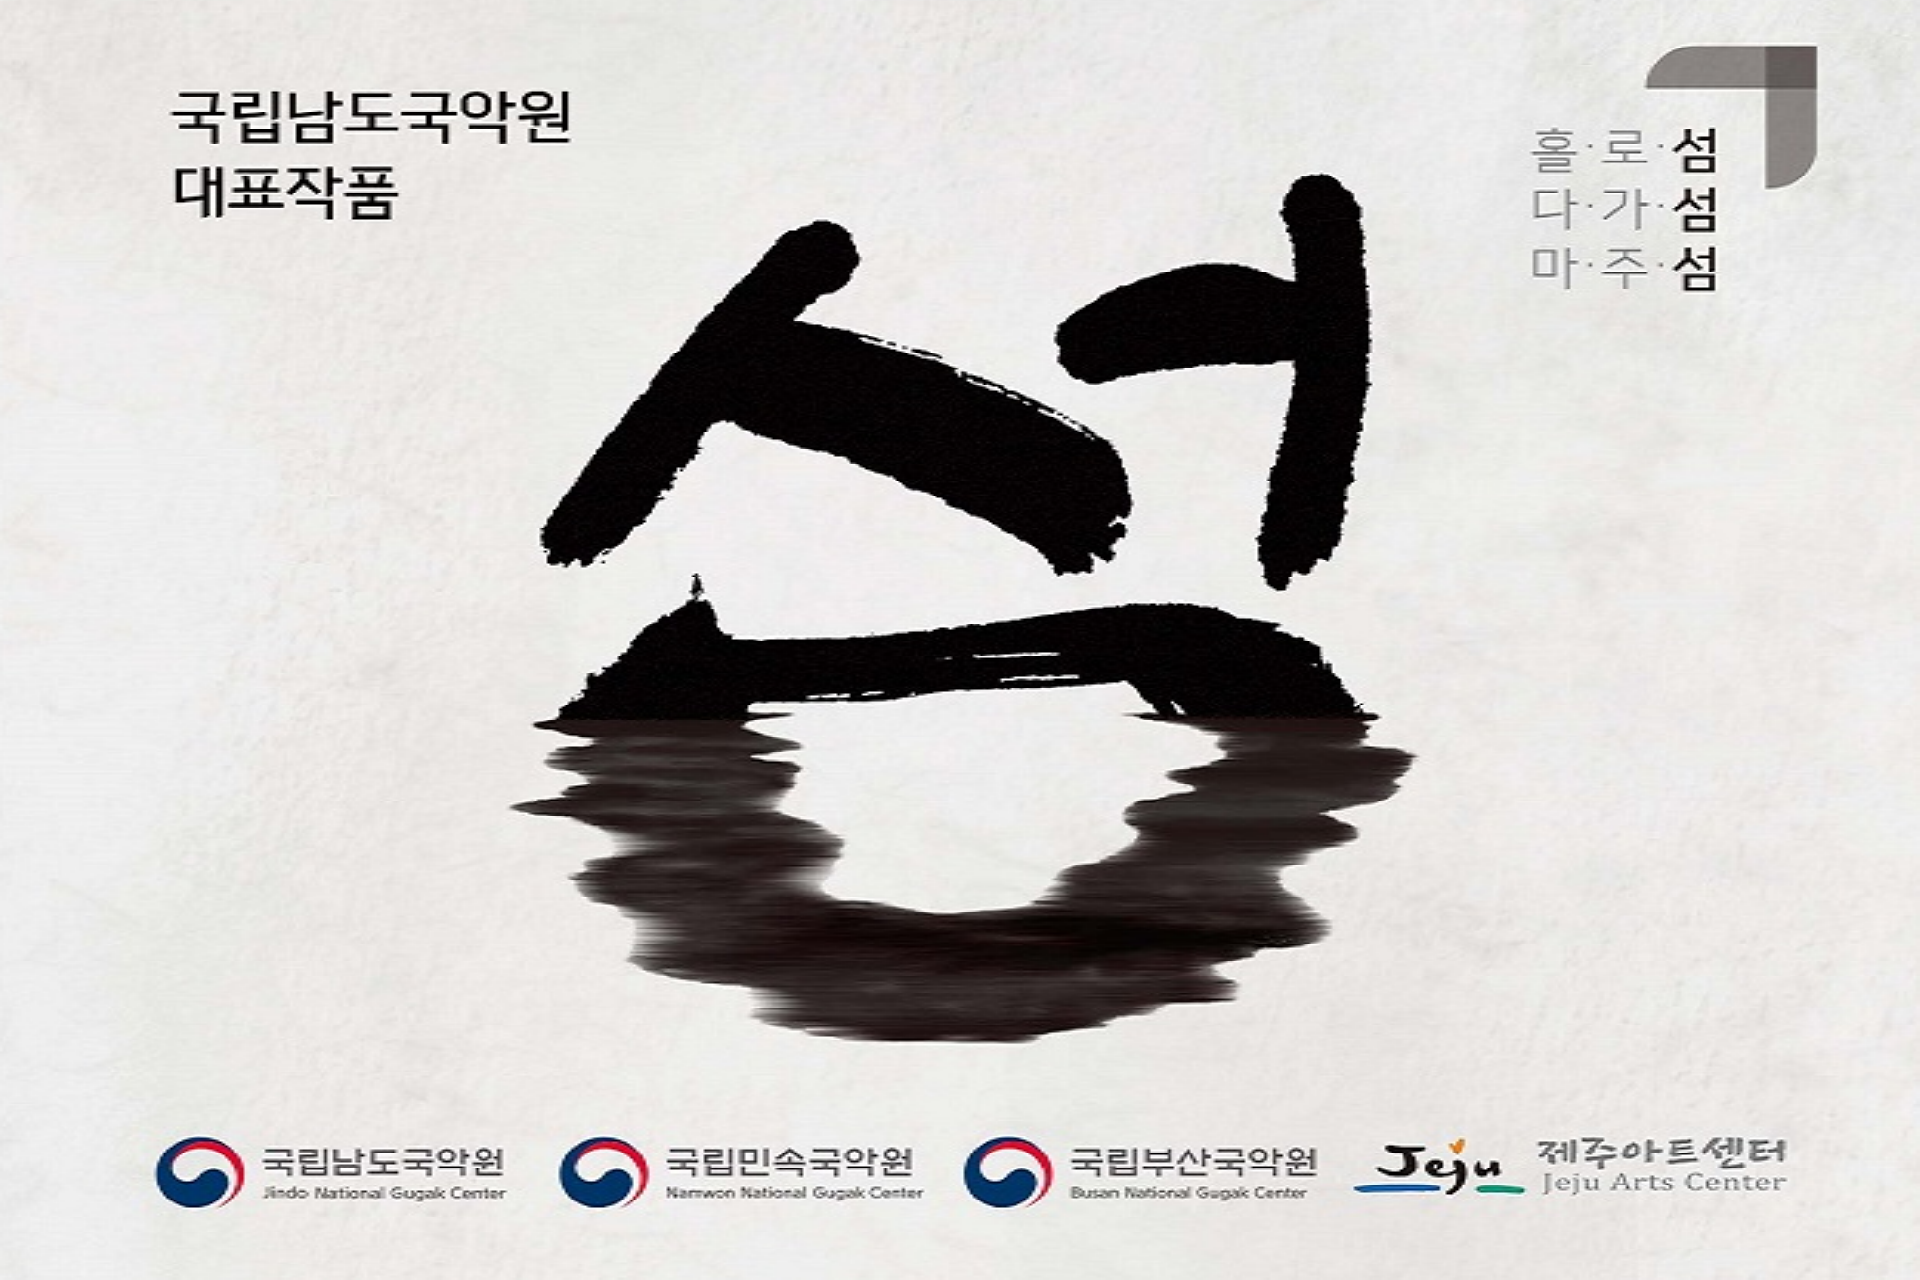 국립남도국악원
대표작품
홀·로·섬
다·가·섬
마·주·섬
섬
국립남도국악원
Jindo National Gugak Center
국립민속국악원
Namwon National Gugak Center
국립부산국악원
Busan National Gugak Center
Jeju
제주아트센터
Jeju Arts Center